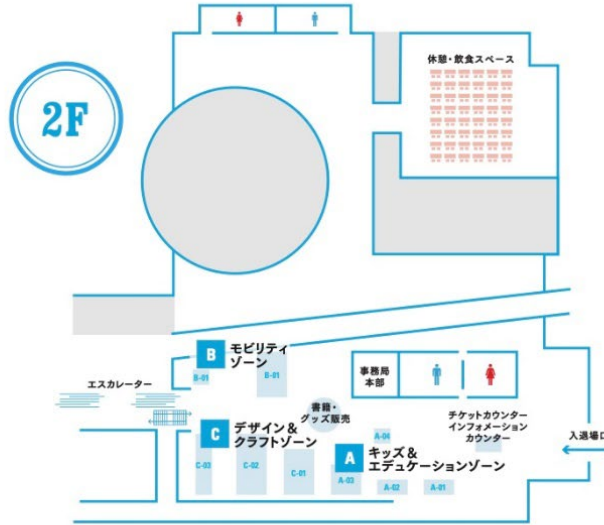 2F
休憩・飲食スペース
B
モビリティ
ゾーン
B-01
B-01
エスカレーター
事務局
本部
書籍・
グッズ販売
チケットカウンター
インフォメーション
カウンター
入退場口
C
デザイン＆
クラフトゾーン
C-03
C-02
C-01
A
キッズ＆
エデュケーションゾーン
A-04
A-03
A-02
A-01